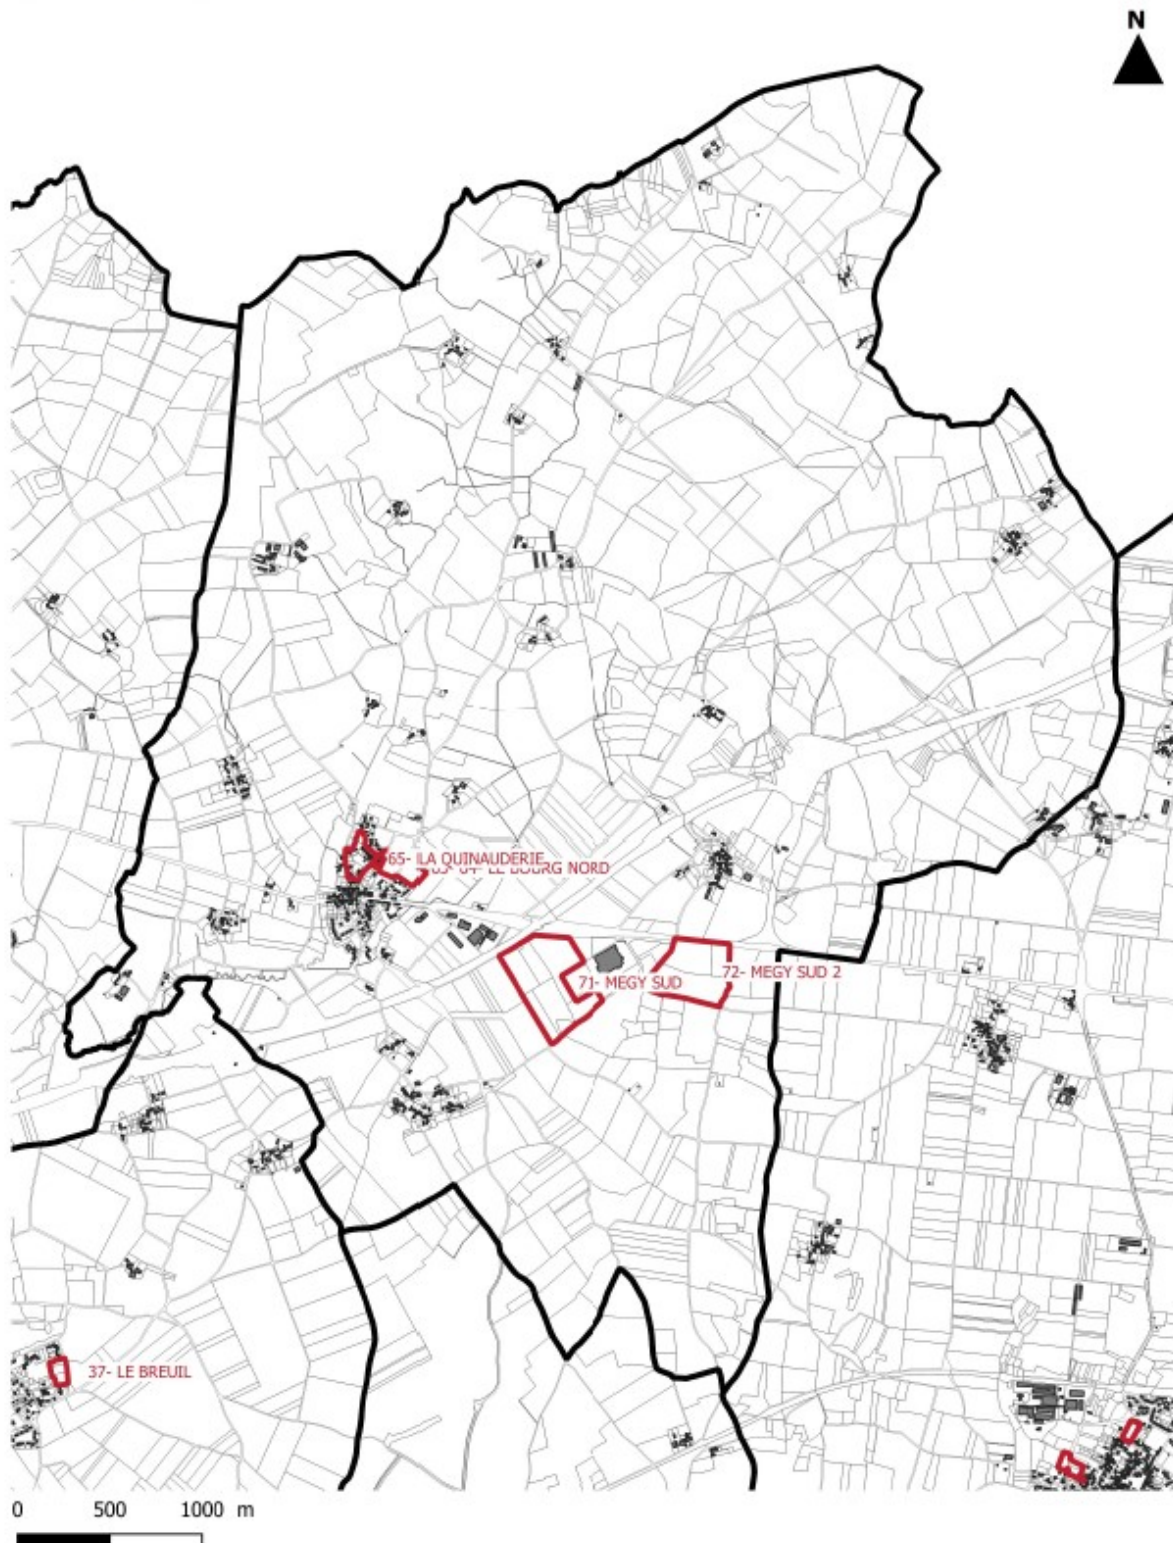 N
65- LA QUINAUDERIE
LE BOURG NORD
71- MEGY SUD
72- MEGY SUD 2
37- LE BREUIL
0 500 1000 m